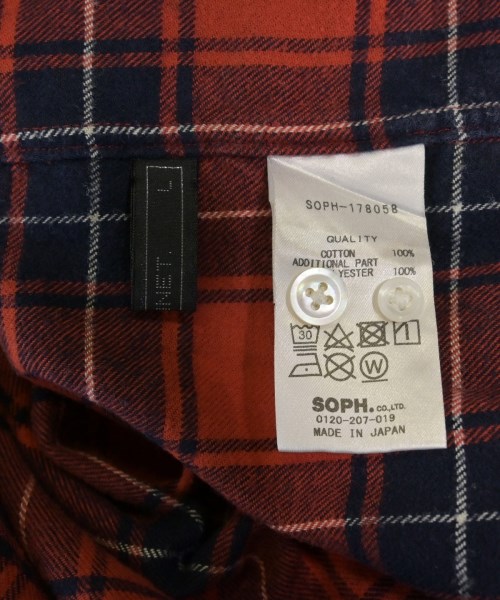 NET. L
SOPH-178058
QUALITY
COTTON 100%
ADDITIONAL PART
YESTER 100%
30
W
SOPH. CO.,LTD.
0120-207-019
MADE IN JAPAN